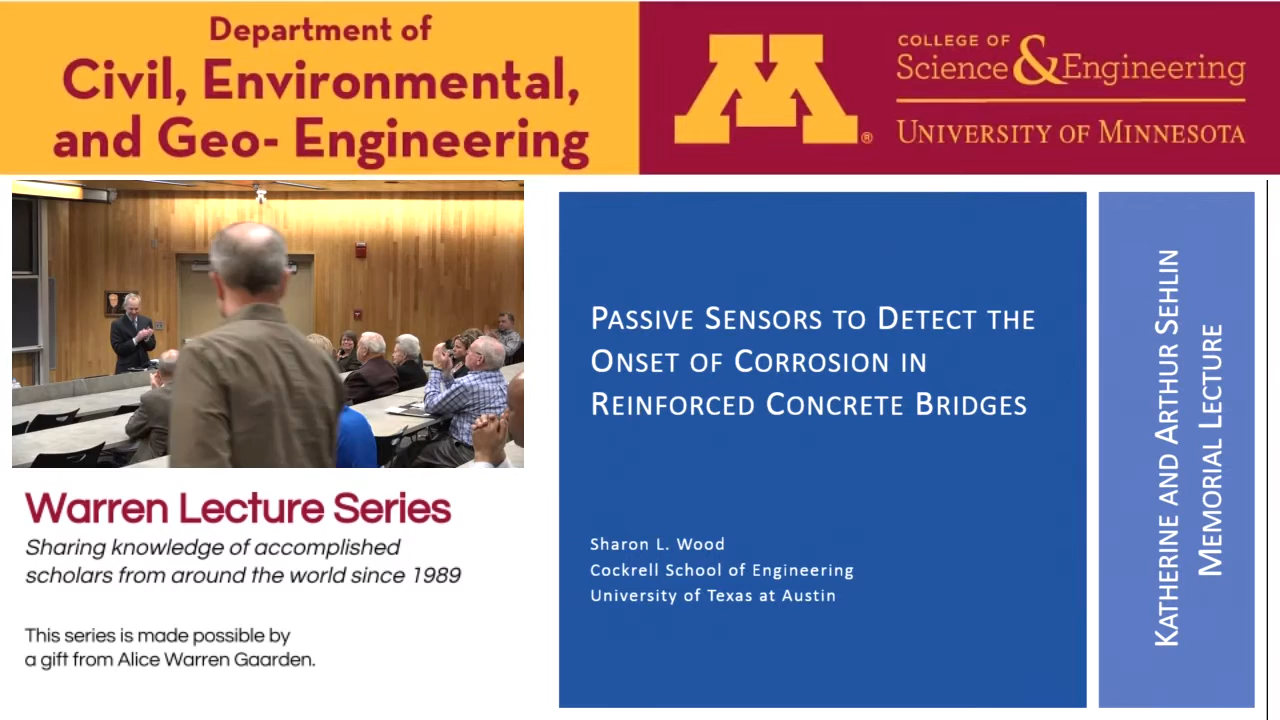 Department of
Civil, Environmental,
and Geo- Engineering
M®
COLLEGE OF
Science & Engineering
UNIVERSITY OF MINNESOTA
Warren Lecture Series
Sharing knowledge of accomplished
scholars from around the world since 1989
This series is made possible by
a gift from Alice Warren Gaarden.
PASSIVE SENSORS TO DETECT THE
ONSET OF CORROSION IN
REINFORCED CONCRETE BRIDGES
Sharon L. Wood
Cockrell School of Engineering
University of Texas at Austin
KATHERINE AND ARTHUR SEHLIN
MEMORIAL LECTURE